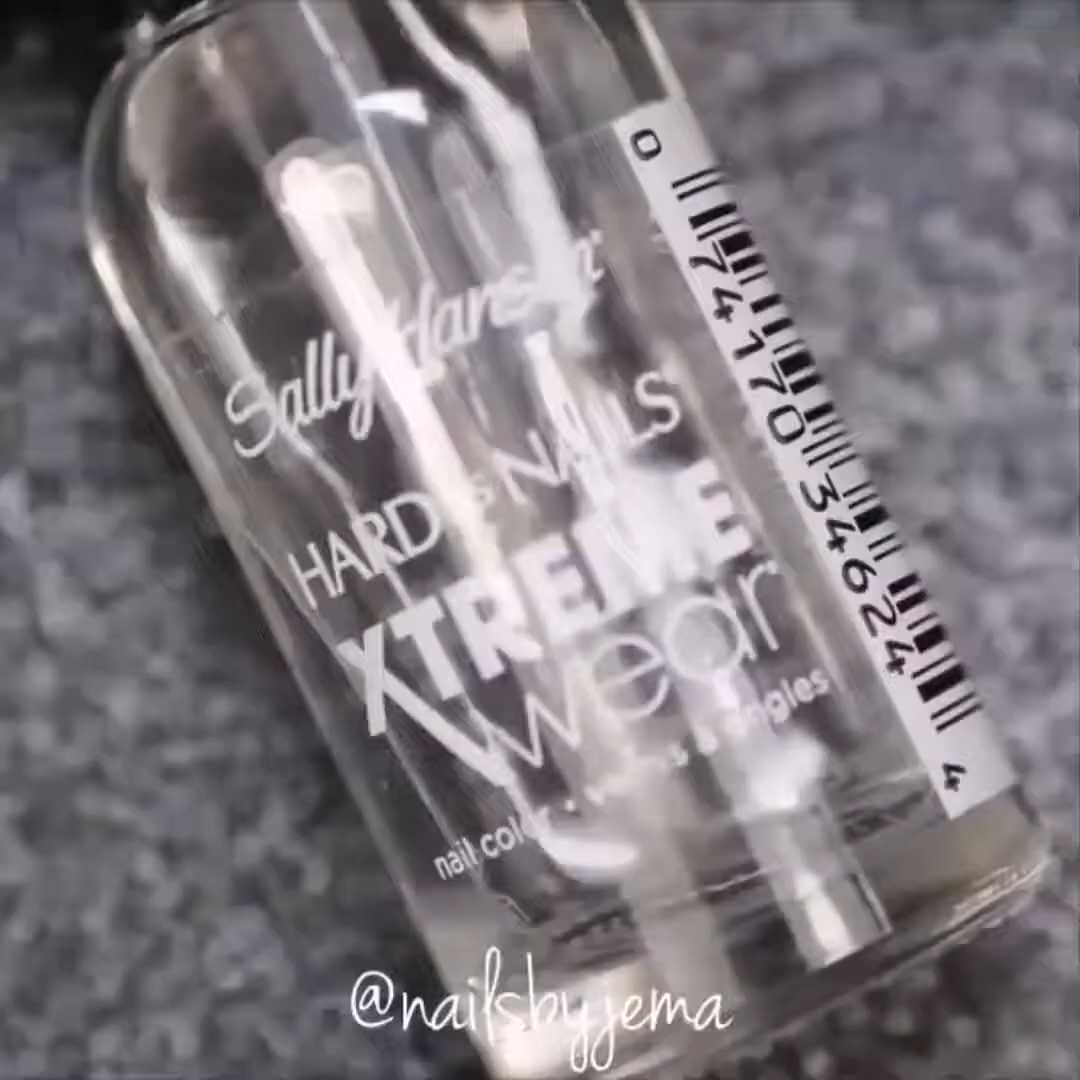 Sally Hansen
HARD as NAILS
XTREME
wear
nail color
0 74170 34624 4
@nailsbyjema